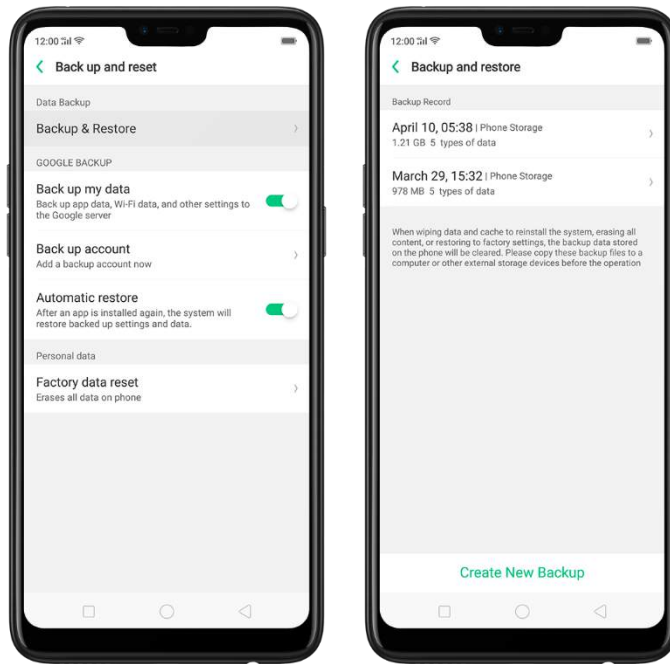 12:00
Back up and reset
Data Backup
Backup & Restore
GOOGLE BACKUP
Back up my data
Back up app data, Wi-Fi data, and other settings to
the Google server
Back up account
Add a backup account now
Automatic restore
After an app is installed again, the system will
restore backed up settings and data.
Personal data
Factory data reset
Erases all data on phone
12:00
Backup and restore
Backup Record
April 10, 05:38 | Phone Storage
1.21 GB 5 types of data
March 29, 15:32 | Phone Storage
978 MB 5 types of data
When wiping data and cache to reinstall the system, erasing all
content, or restoring to factory settings, the backup data stored
on the phone will be cleared. Please copy these backup files to a
computer or other external storage devices before the operation
Create New Backup